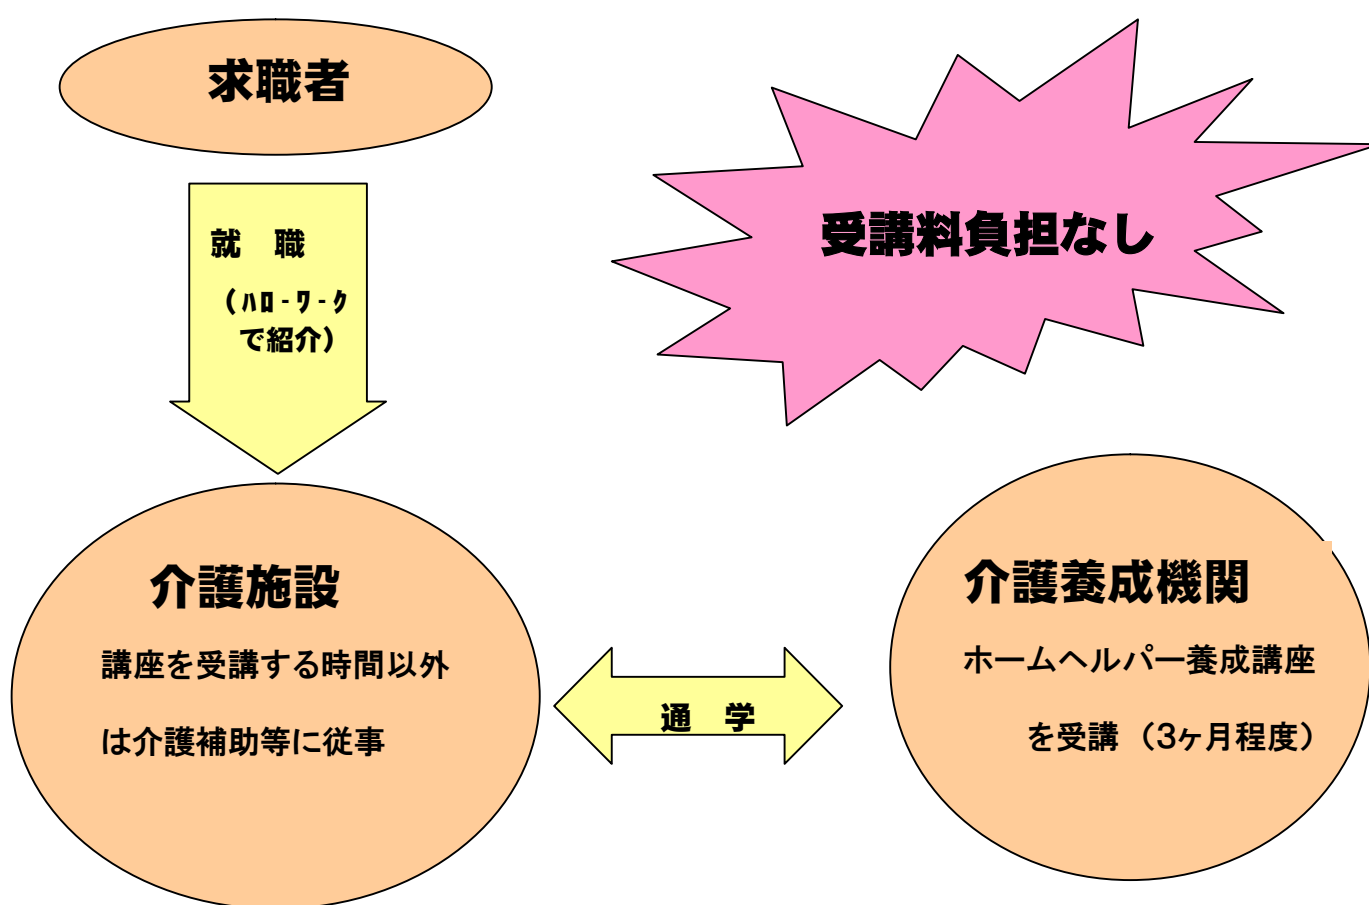 求職者
受講料負担なし
就　職
(ﾊﾛ-ﾜ-ｸ
で紹介)
介護施設
講座を受講する時間以外
は介護補助等に従事
通　学
介護養成機関
ホームヘルパー養成講座
を受講（3ヶ月程度）